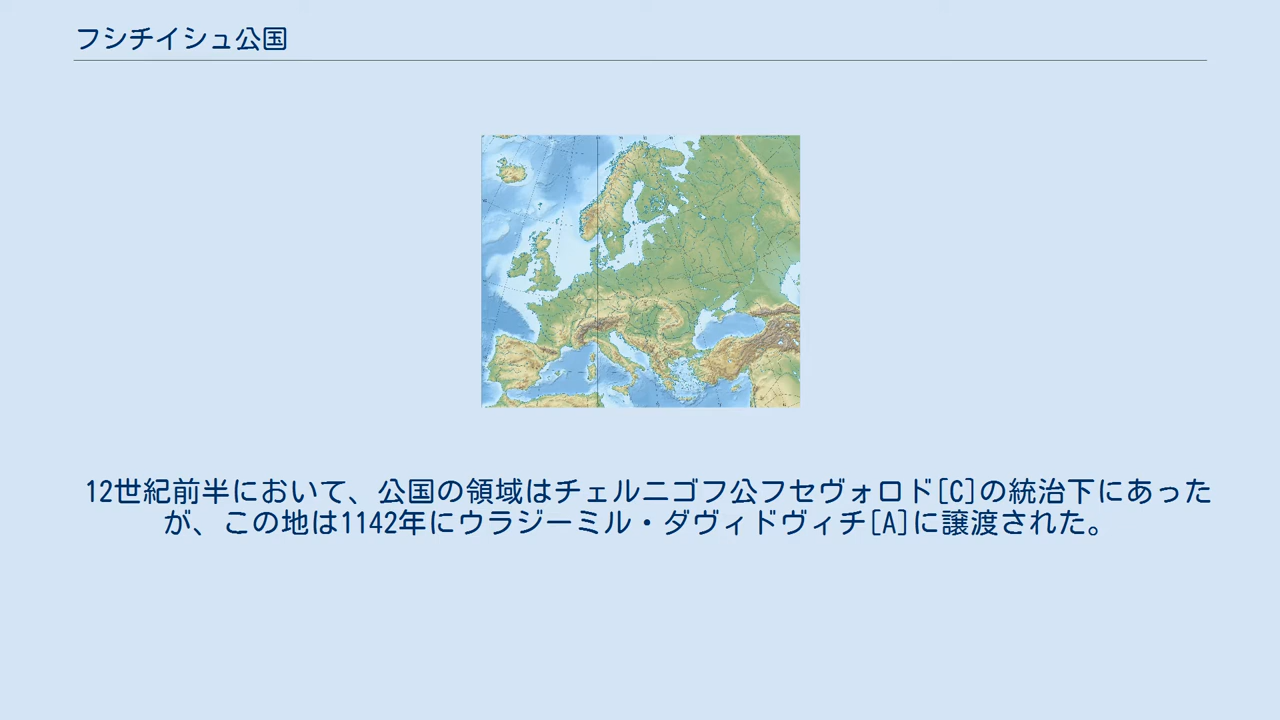 フシチイシュ公国
12世紀前半において、公国の領域はチェルニゴフ公フセヴォロド[C]の統治下にあった
が、この地は1142年にウラジーミル・ダヴィドヴィチ[A]に譲渡された。